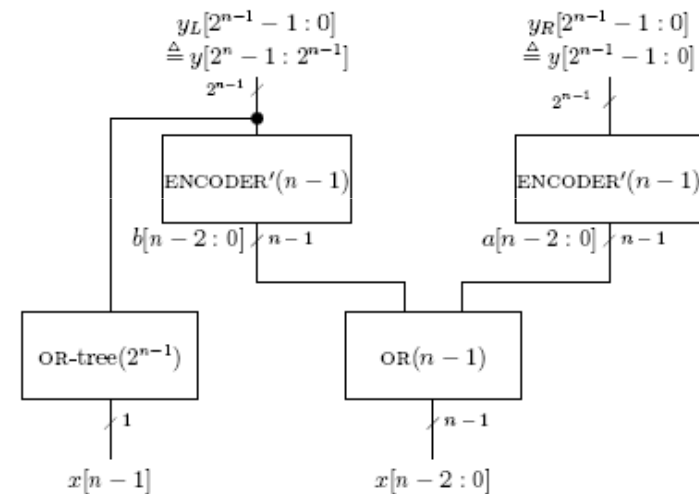 y_L[2^{n-1} - 1 : 0]
≜ y[2^n - 1 : 2^{n-1}]
y_R[2^{n-1} - 1 : 0]
≜ y[2^{n-1} - 1 : 0]
2^{n-1}
2^{n-1}
ENCODER′(n - 1)
ENCODER′(n - 1)
b[n - 2 : 0]
n - 1
a[n - 2 : 0]
n - 1
OR-tree(2^{n-1})
OR(n - 1)
1
n - 1
x[n - 1]
x[n - 2 : 0]